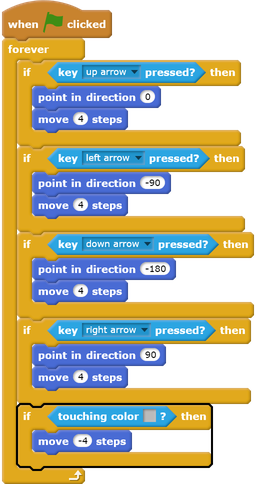 when clicked
forever
if key up arrow pressed? then
point in direction 0
move 4 steps
if key left arrow pressed? then
point in direction -90
move 4 steps
if key down arrow pressed? then
point in direction -180
move 4 steps
if key right arrow pressed? then
point in direction 90
move 4 steps
if touching color ? then
move -4 steps